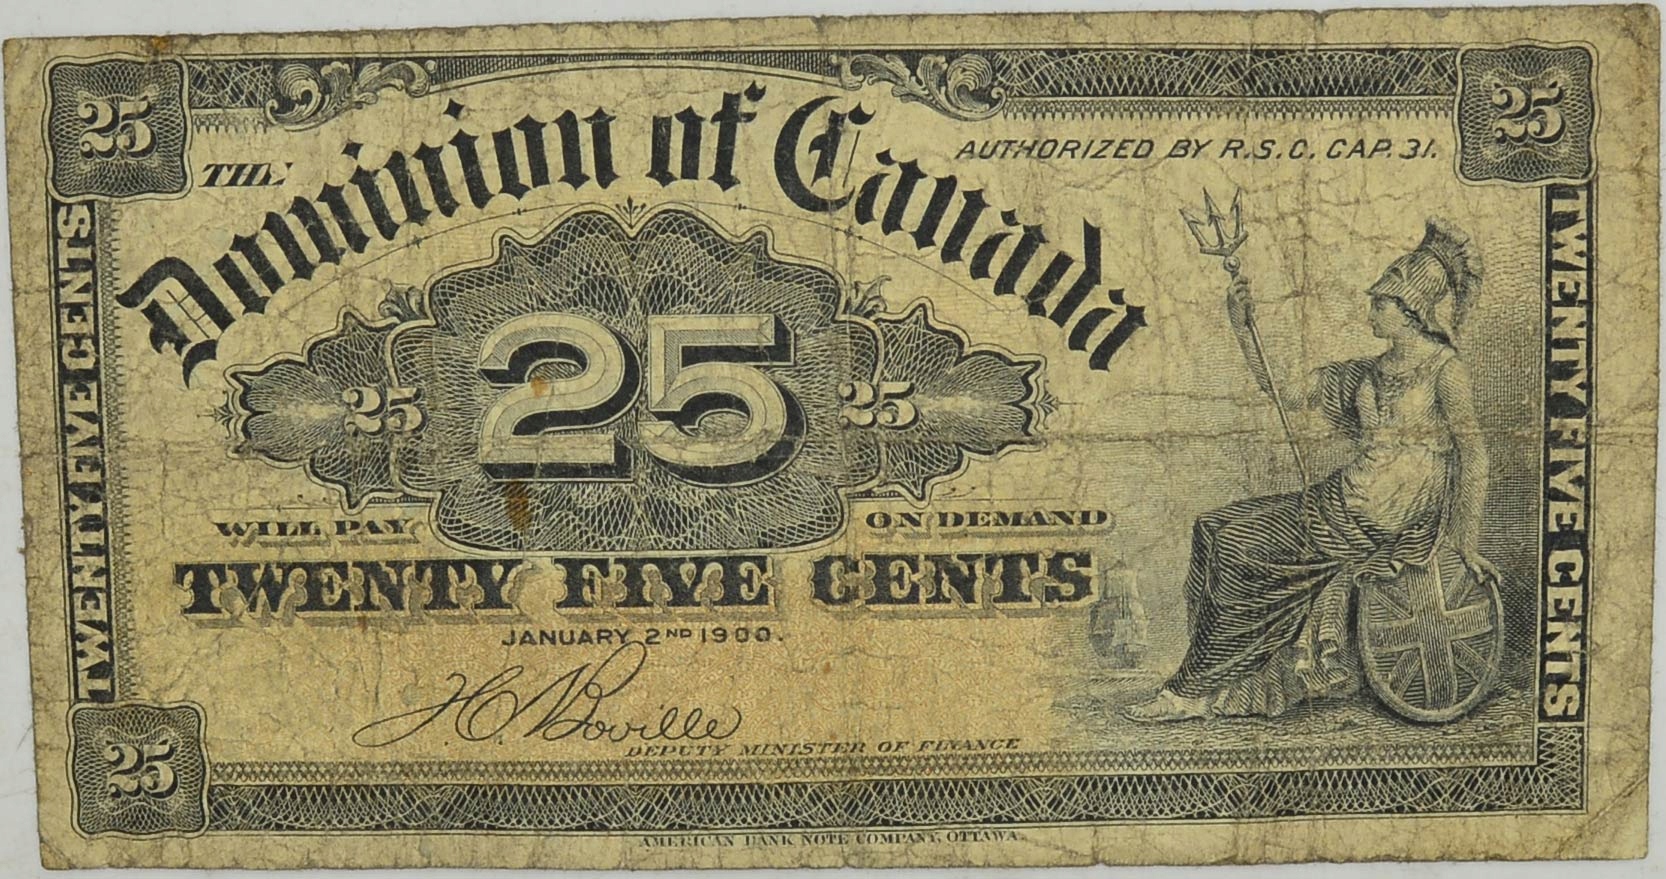 25
25
THE Dominion of Canada
AUTHORIZED BY R.S.C. CAP. 31.
25 25 25
WILL PAY ON DEMAND
TWENTY FIVE CENTS
JANUARY 2ND 1900.
H C Boville
DEPUTY MINISTER OF FINANCE
25
TWENTY FIVE CENTS
TWENTY FIVE CENTS
AMERICAN BANK NOTE COMPANY, OTTAWA.